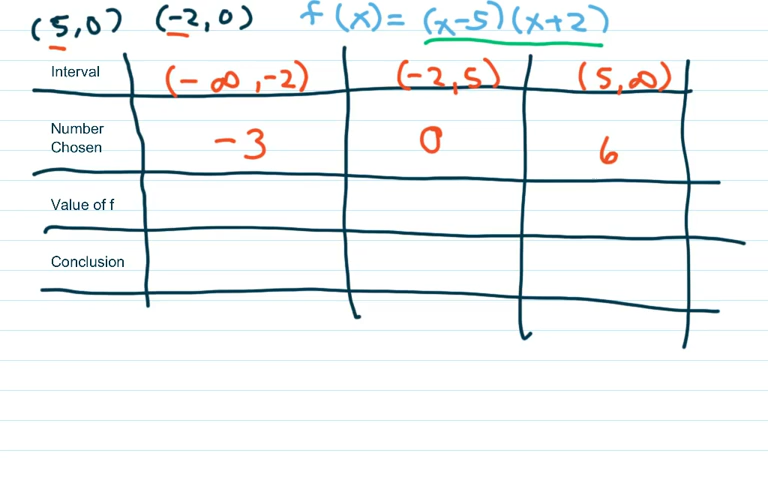 (5,0) (-2,0) f(x)= (x-5)(x+2)
Interval (-∞,-2) (-2,5) (5,∞)
Number Chosen -3 0 6
Value of f
Conclusion